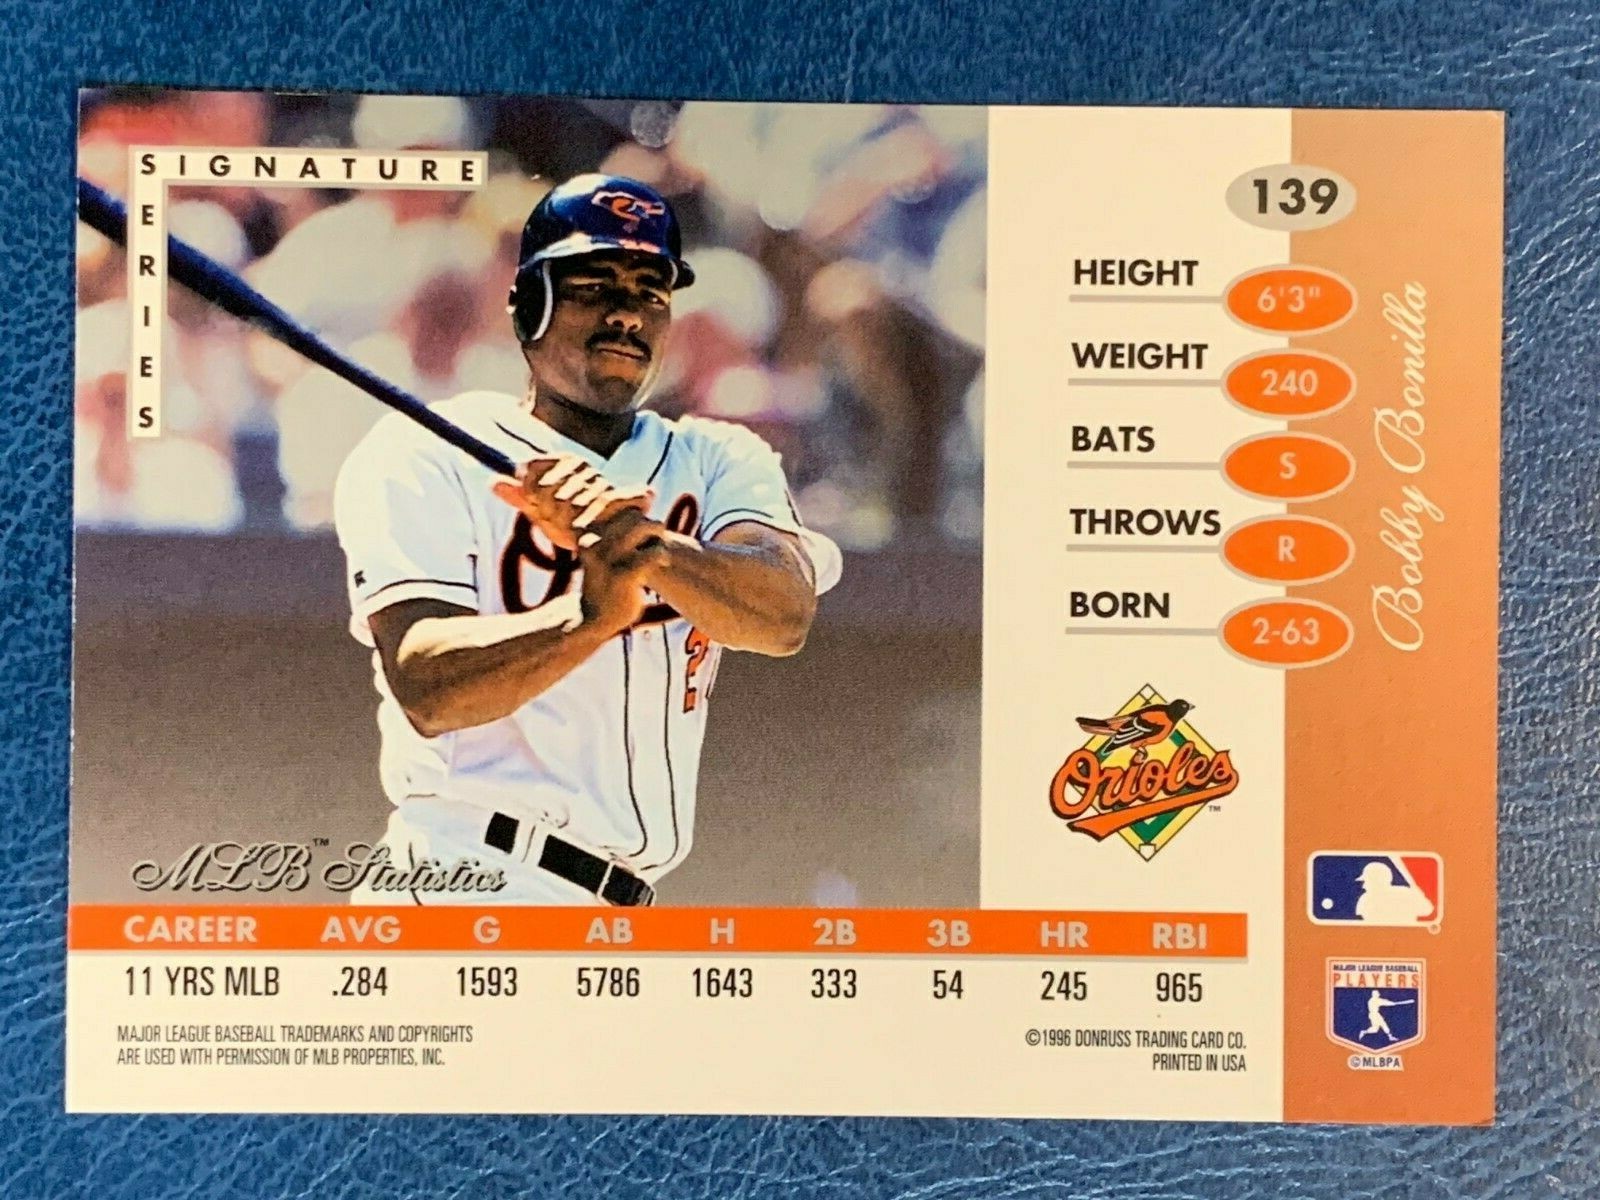 SIGNATURE
SERIES
139
HEIGHT 6'3"
WEIGHT 240
BATS S
THROWS R
BORN 2-63
Bobby Bonilla
Orioles
Orioles™
MLB™ Statistics
CAREER AVG G AB H 2B 3B HR RBI
11 YRS MLB .284 1593 5786 1643 333 54 245 965
MAJOR LEAGUE BASEBALL TRADEMARKS AND COPYRIGHTS
ARE USED WITH PERMISSION OF MLB PROPERTIES, INC.
©1996 DONRUSS TRADING CARD CO.
PRINTED IN USA
MAJOR LEAGUE BASEBALL
PLAYERS
©MLBPA